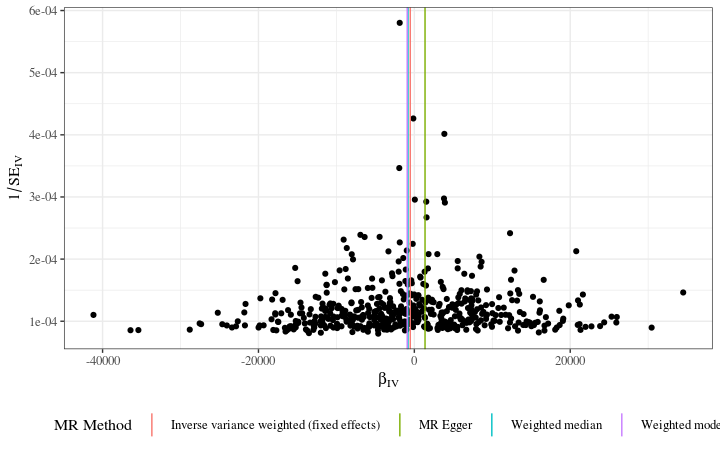 6e-04
5e-04
4e-04
3e-04
2e-04
1e-04
1/SE_IV
-40000 -20000 0 20000
β_IV
MR Method Inverse variance weighted (fixed effects) MR Egger Weighted median Weighted mode